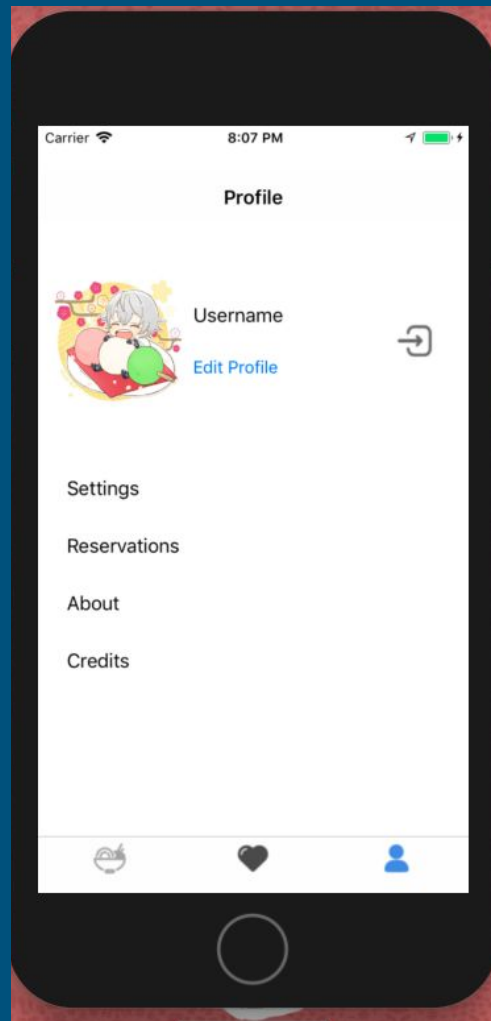 Carrier 8:07 PM
Profile
Username
Edit Profile
Settings
Reservations
About
Credits